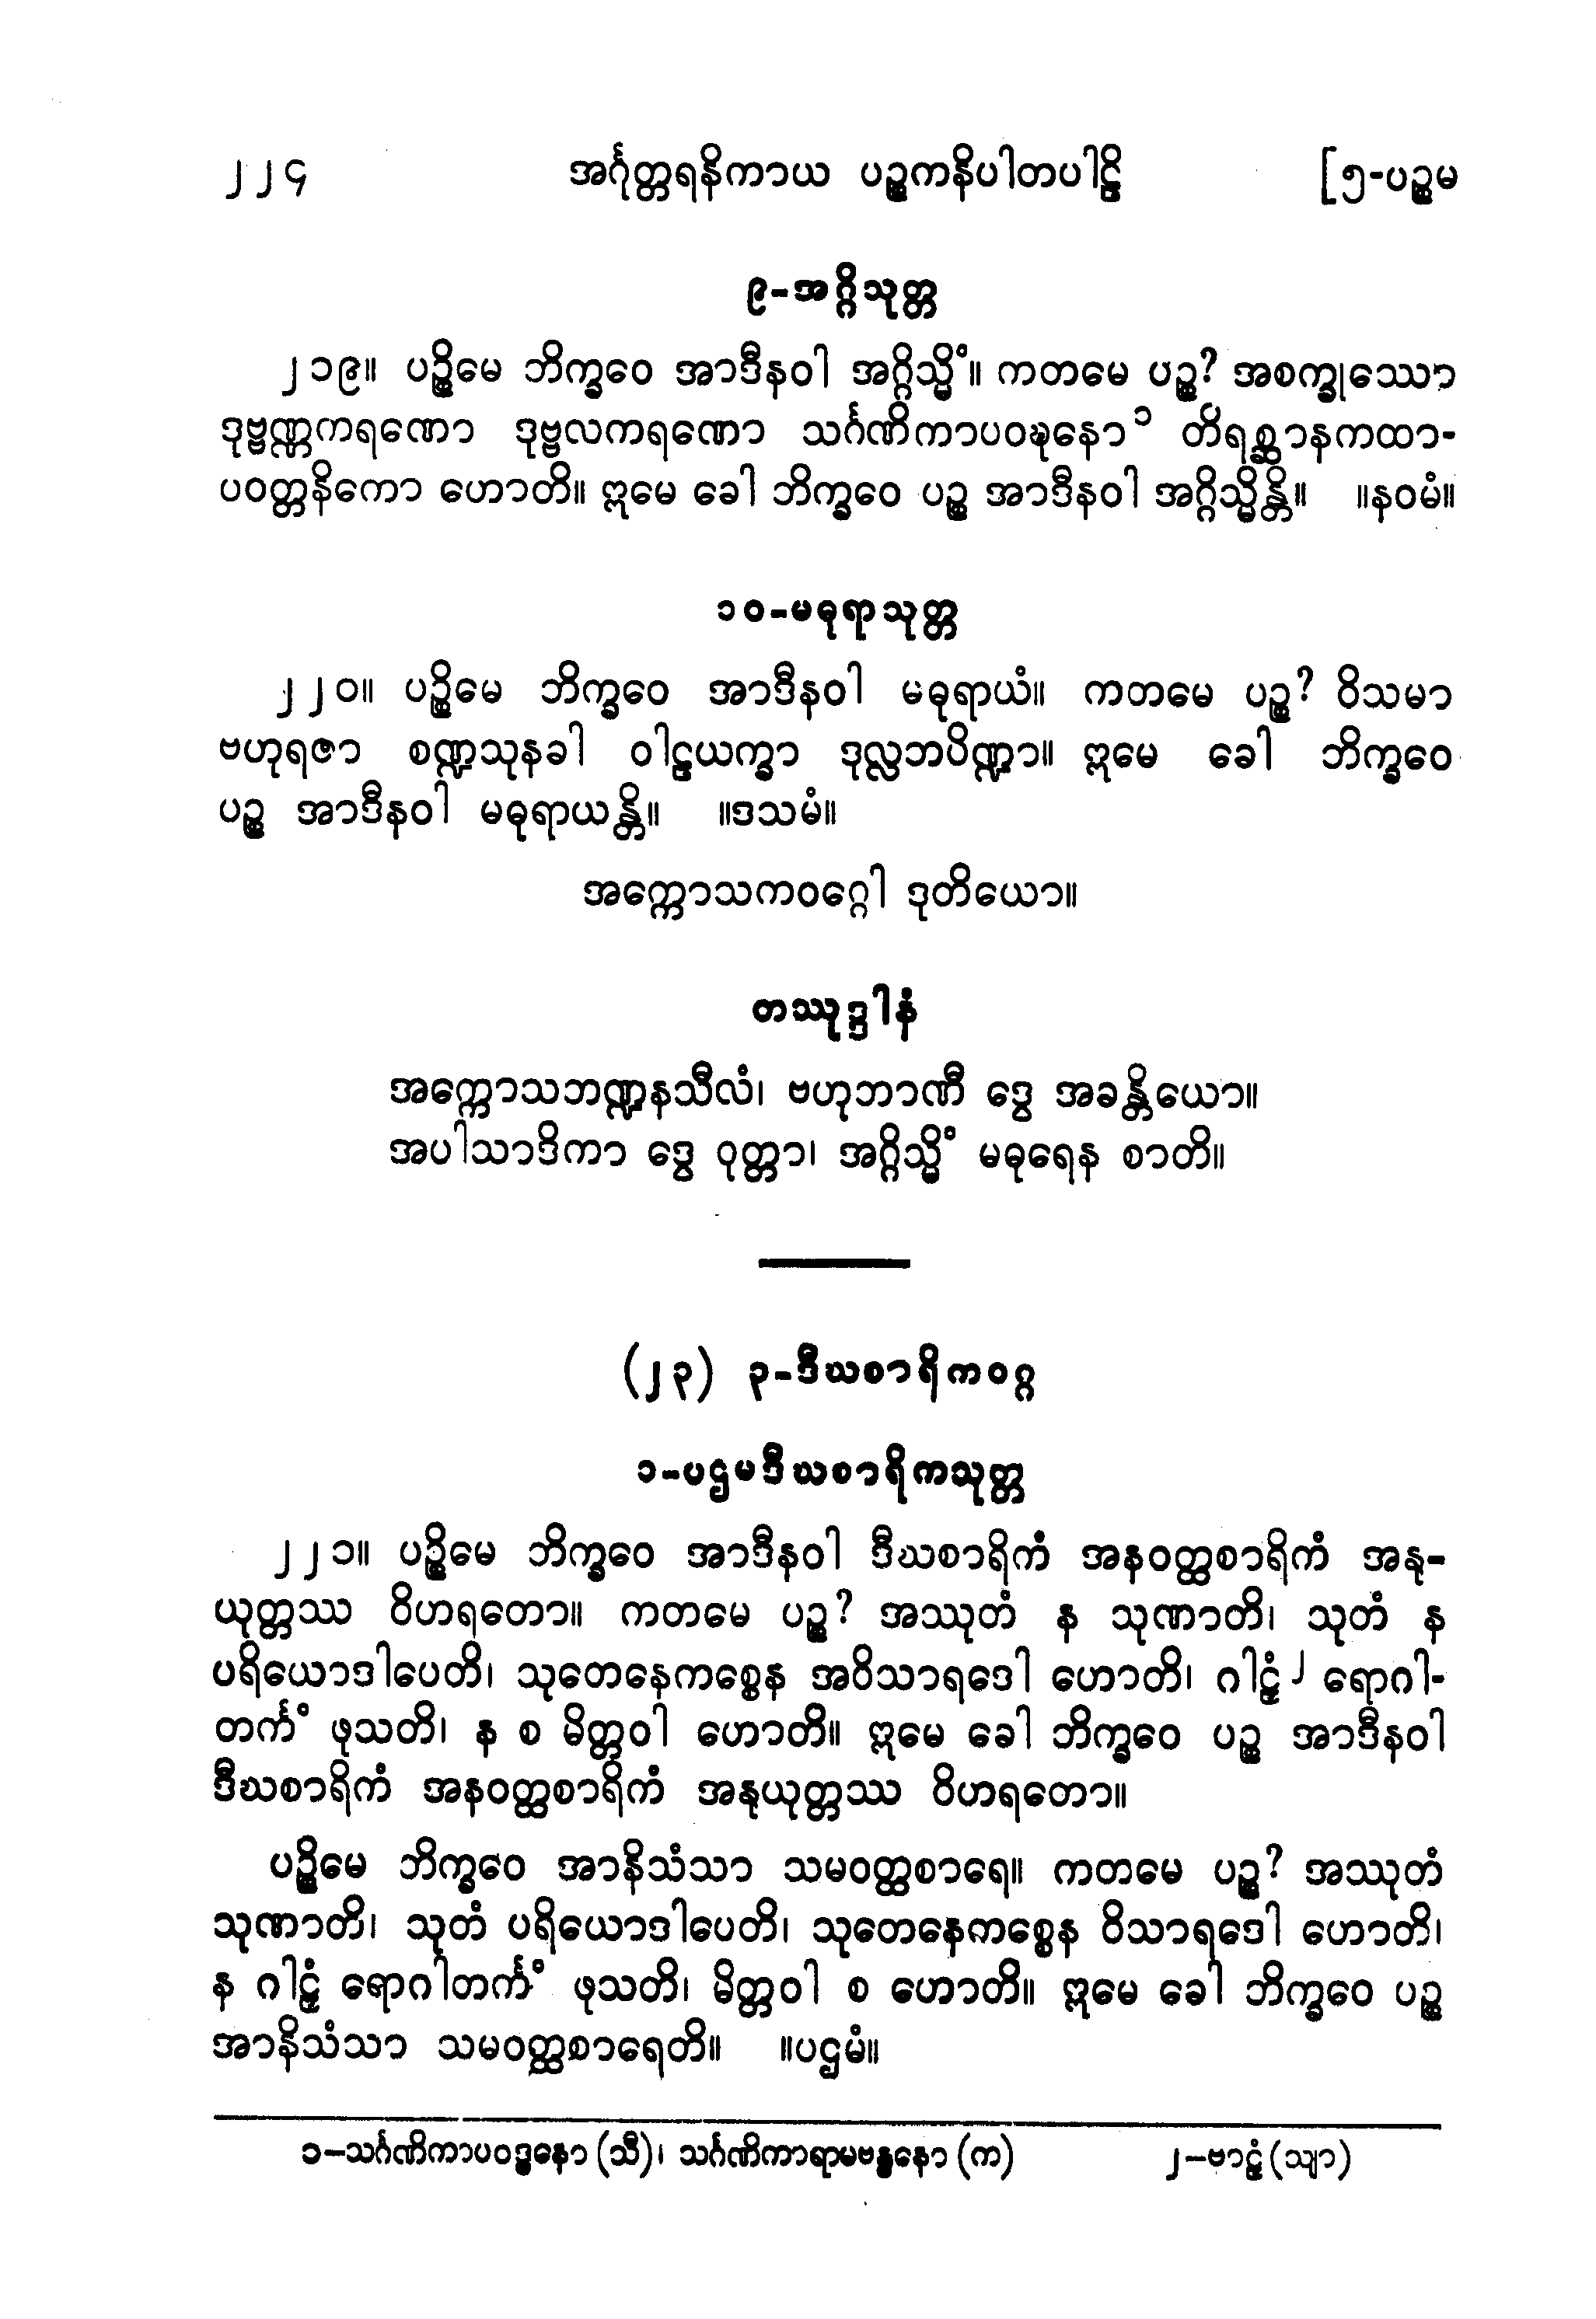 ၂၂၄ အင်္ဂုတ္တရနိကာယ ပဉ္စကနိပါတပါဠိ [၅-ပဉ္စမ
၉-အဂ္ဂိသုတ္တ
၂၁၉။ ပဉ္စိမေ ဘိက္ခဝေ အာဒီနဝါ အဂ္ဂိသ္မိံ။ ကတမေ ပဉ္စ? အစက္ခုဿော
ဒုဗ္ဗဏ္ဏကရဏော ဒုဗ္ဗလကရဏော သင်္ဂဏိကာပဝဍ္ဎနော ၁ တိရစ္ဆာနကထာ-
ပဝတ္တနိကော ဟောတိ။ ဣမေ ခေါ ဘိက္ခဝေ ပဉ္စ အာဒီနဝါ အဂ္ဂိသ္မိန္တိ။ ။နဝမံ။
၁၀-မဓုရာသုတ္တ
၂၂၀။ ပဉ္စိမေ ဘိက္ခဝေ အာဒီနဝါ မဓုရာယံ။ ကတမေ ပဉ္စ? ဝိသမာ
ဗဟုရဇာ စဏ္ဍသုနခါ ဝါဠယက္ခာ ဒုလ္လဘပိဏ္ဍာ။ ဣမေ ခေါ ဘိက္ခဝေ
ပဉ္စ အာဒီနဝါ မဓုရာယန္တိ။ ။ဒသမံ။
အက္ကောသကဝဂ္ဂေါ ဒုတိယော။
တဿုဒ္ဒါနံ
အက္ကောသဘဏ္ဍနသီလံ၊ ဗဟုဘာဏီ ဒွေ အခန္တိယော။
အပါသာဒိကာ ဒွေ ဝုတ္တာ၊ အဂ္ဂိသ္မိံ မဓုရေန စာတိ။
(၂၃) ၃-ဒီဃစာရိကဝဂ္ဂ
၁-ပဌမဒီဃစာရိကသုတ္တ
၂၂၁။ ပဉ္စိမေ ဘိက္ခဝေ အာဒီနဝါ ဒီဃစာရိကံ အနဝတ္ထစာရိကံ အနု-
ယုတ္တဿ ဝိဟရတော။ ကတမေ ပဉ္စ? အဿုတံ န သုဏာတိ၊ သုတံ န
ပရိယောဒါပေတိ၊ သုတေနေကစ္စေန အဝိသာရဒေါ ဟောတိ၊ ဂါဠှံ ၂ ရောဂါ-
တင်္ကံ ဖုသတိ၊ န စ မိတ္တဝါ ဟောတိ။ ဣမေ ခေါ ဘိက္ခဝေ ပဉ္စ အာဒီနဝါ
ဒီဃစာရိကံ အနဝတ္ထစာရိကံ အနုယုတ္တဿ ဝိဟရတော။
ပဉ္စိမေ ဘိက္ခဝေ အာနိသံသာ သမဝတ္ထစာရေ။ ကတမေ ပဉ္စ? အဿုတံ
သုဏာတိ၊ သုတံ ပရိယောဒါပေတိ၊ သုတေနေကစ္စေန ဝိသာရဒေါ ဟောတိ၊
န ဂါဠှံ ရောဂါတင်္ကံ ဖုသတိ၊ မိတ္တဝါ စ ဟောတိ။ ဣမေ ခေါ ဘိက္ခဝေ ပဉ္စ
အာနိသံသာ သမဝတ္ထစာရေတိ။ ။ပဌမံ။
၁–သင်္ဂဏိကာပဝဒ္ဓနော (သီ)၊ သင်္ဂဏိကာရာမဗန္ဓနော (က) ၂–ဗာဠှံ (သျာ)